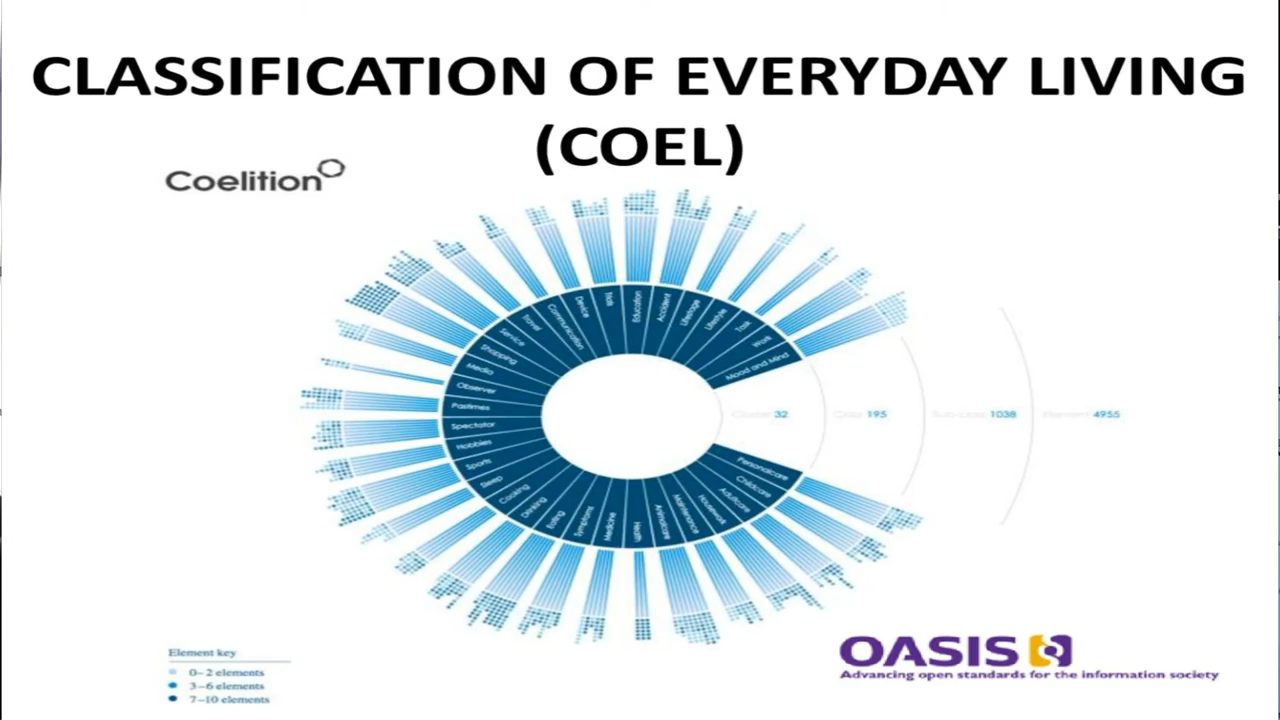 CLASSIFICATION OF EVERYDAY LIVING
(COEL)
Coelition
Mood and Mind
Work
Task
Lifestyle
Lifestage
Accident
Education
Device
Communication
Travel
Service
Shopping
Media
Observer
Pastimes
Spectator
Hobbies
Sports
Sleep
Cooking
Drinking
Eating
Symptoms
Medicine
Health
Animalcare
Maintenance
Housework
Adultcare
Childcare
Personalcare
Cluster 32
Class 195
Sub-class 1038
Element 4955
Element key
0–2 elements
3–6 elements
7–10 elements
OASIS
Advancing open standards for the information society